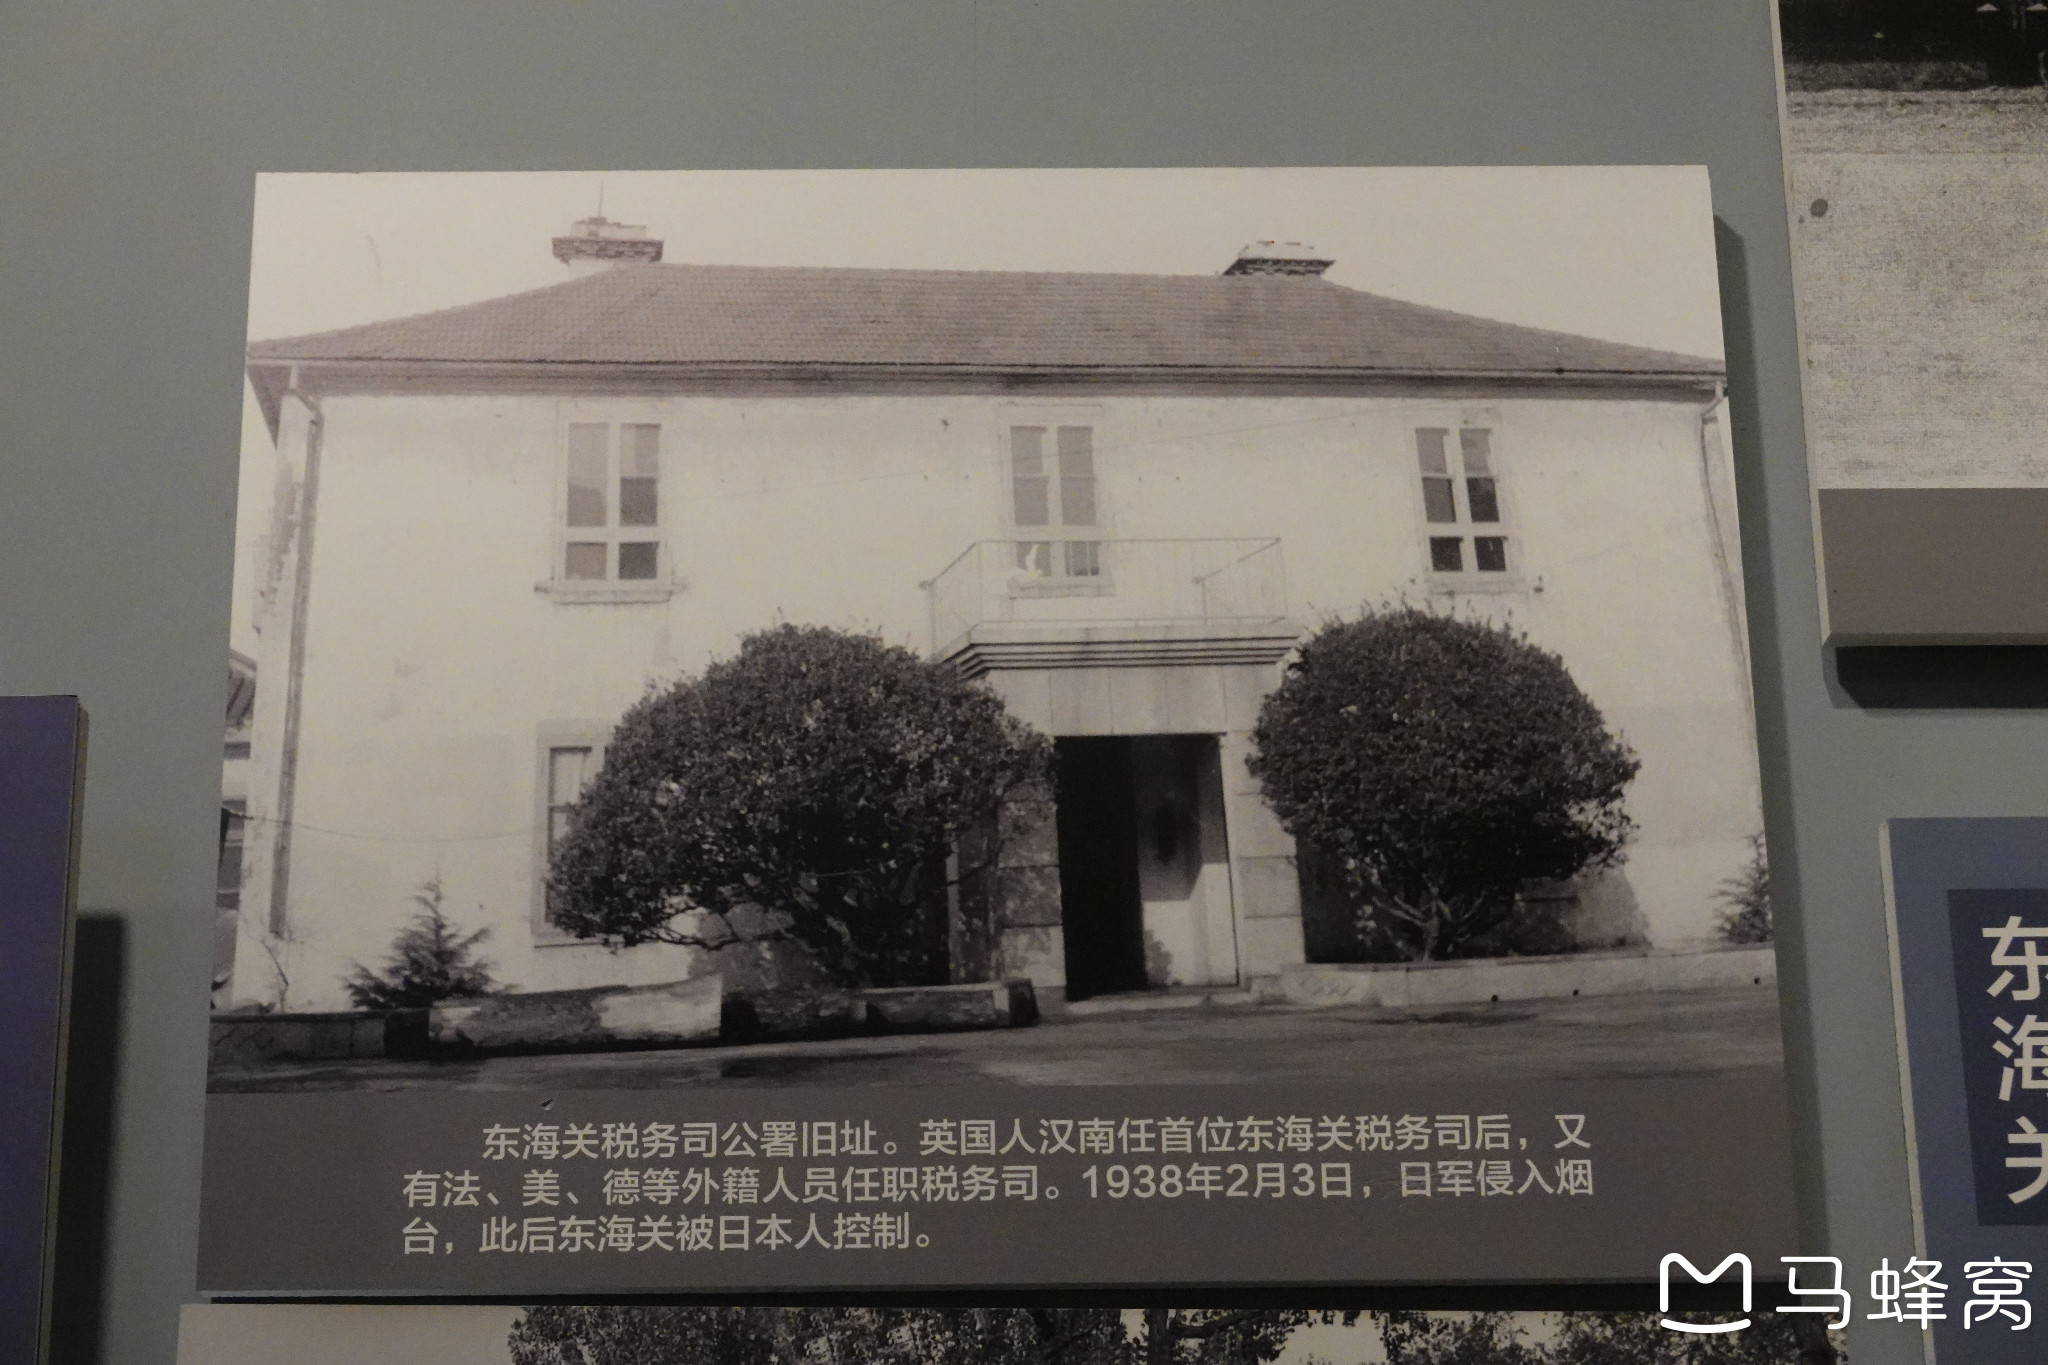 东海关税务司公署旧址。英国人汉南任首位东海关税务司后，又
有法、美、德等外籍人员任职税务司。1938年2月3日，日军侵入烟
台，此后东海关被日本人控制。
东海关
马蜂窝